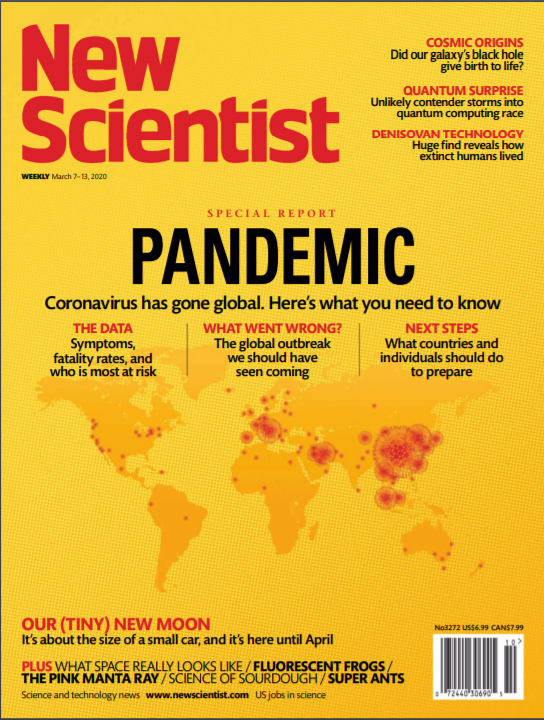 New
Scientist
WEEKLY March 7–13, 2020
COSMIC ORIGINS
Did our galaxy's black hole
give birth to life?
QUANTUM SURPRISE
Unlikely contender storms into
quantum computing race
DENISOVAN TECHNOLOGY
Huge find reveals how
extinct humans lived
SPECIAL REPORT
PANDEMIC
Coronavirus has gone global. Here's what you need to know
THE DATA
Symptoms,
fatality rates, and
who is most at risk
WHAT WENT WRONG?
The global outbreak
we should have
seen coming
NEXT STEPS
What countries and
individuals should do
to prepare
OUR (TINY) NEW MOON
It's about the size of a small car, and it's here until April
PLUS WHAT SPACE REALLY LOOKS LIKE / FLUORESCENT FROGS /
THE PINK MANTA RAY / SCIENCE OF SOURDOUGH / SUPER ANTS
Science and technology news www.newscientist.com US jobs in science
No3272 US$6.99 CAN$7.99
1 0 >
0 72440 30690 5